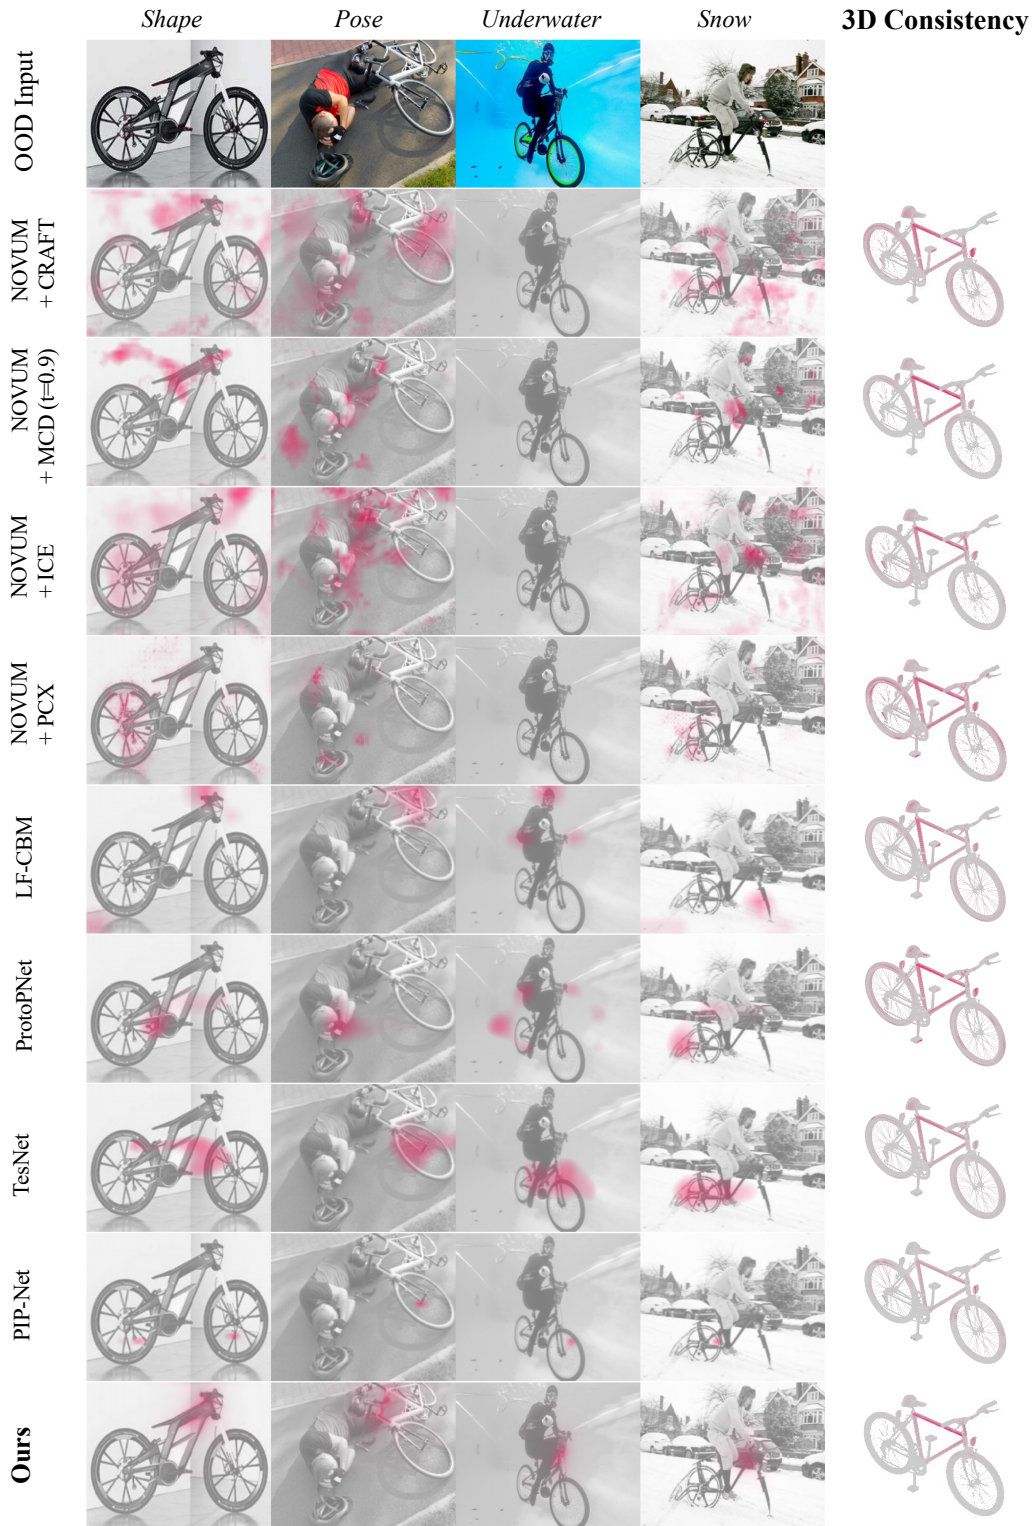 Shape Pose Underwater Snow 3D Consistency
OOD Input
NOVUM
+ CRAFT
NOVUM
+ MCD (t=0.9)
NOVUM
+ ICE
NOVUM
+ PCX
LF-CBM
ProtoPNet
TesNet
PIP-Net
Ours